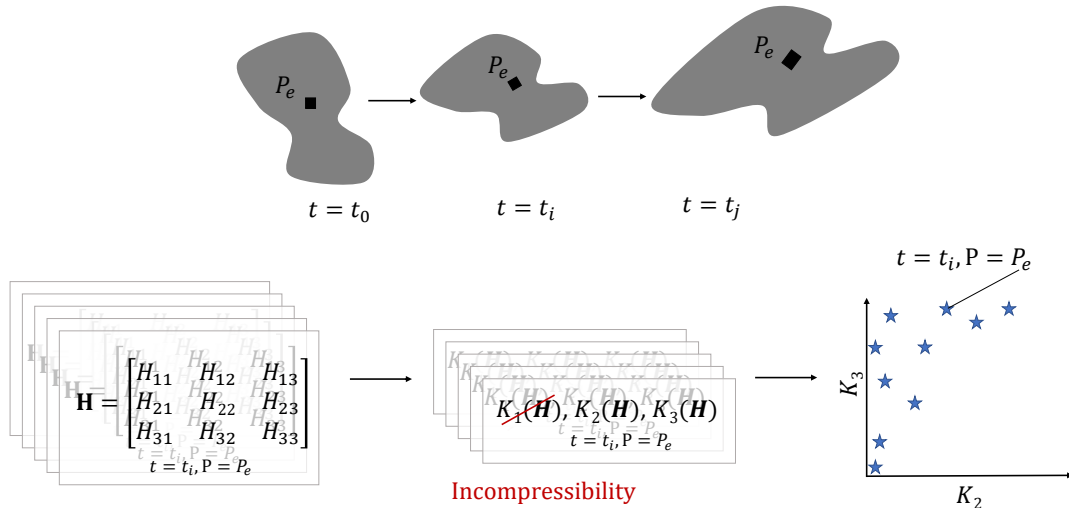 P_e
P_e
P_e
t = t_0
t = t_i
t = t_j
H = [H_11 H_12 H_13
H_21 H_22 H_23
H_31 H_32 H_33]
t = t_i, P = P_e
K_1(H), K_2(H), K_3(H)
t = t_i, P = P_e
Incompressibility
t = t_i, P = P_e
K_3
K_2